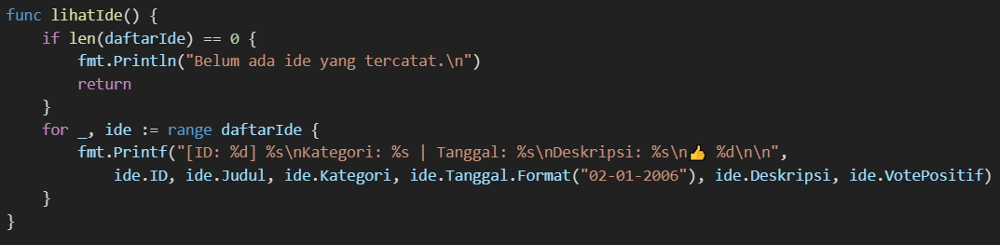 func lihatIde() {
    if len(daftarIde) == 0 {
        fmt.Println("Belum ada ide yang tercatat.\n")
        return
    }
    for _, ide := range daftarIde {
        fmt.Printf("[ID: %d] %s\nKategori: %s | Tanggal: %s\nDeskripsi: %s\n👍 %d\n\n",
            ide.ID, ide.Judul, ide.Kategori, ide.Tanggal.Format("02-01-2006"), ide.Deskripsi, ide.VotePositif)
    }
}